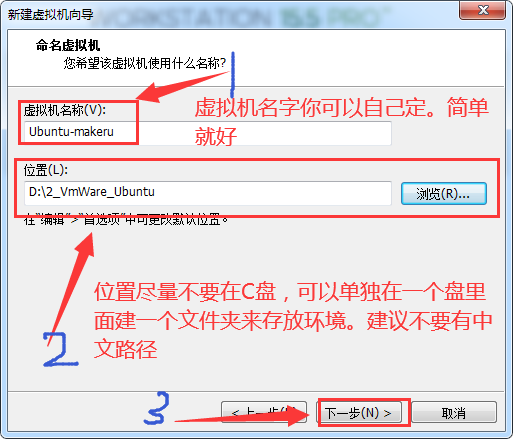 WORKSTATION 15.5 PRO™
新建虚拟机向导
命名虚拟机
您希望该虚拟机使用什么名称?
1
虚拟机名称(V):
Ubuntu-makeru
虚拟机名字你可以自己定。简单
就好
位置(L):
D:\2_VmWare_Ubuntu
浏览(R)...
在"编辑">"首选项"中可更改默认位置。
位置尽量不要在C盘，可以单独在一个盘里
面建一个文件夹来存放环境。建议不要有中
文路径
2
3
< 上一步(
下一步(N) >
取消